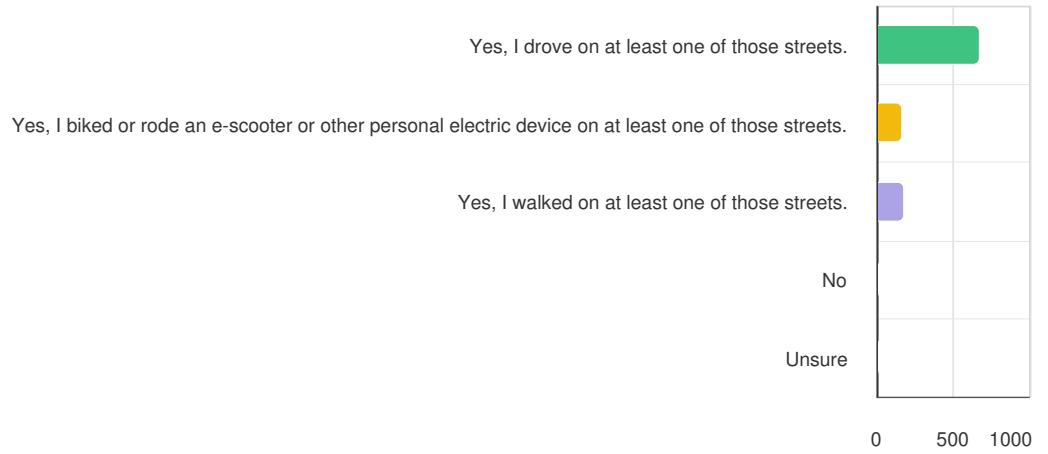 Yes, I drove on at least one of those streets.
Yes, I biked or rode an e-scooter or other personal electric device on at least one of those streets.
Yes, I walked on at least one of those streets.
No
Unsure
0 500 1000